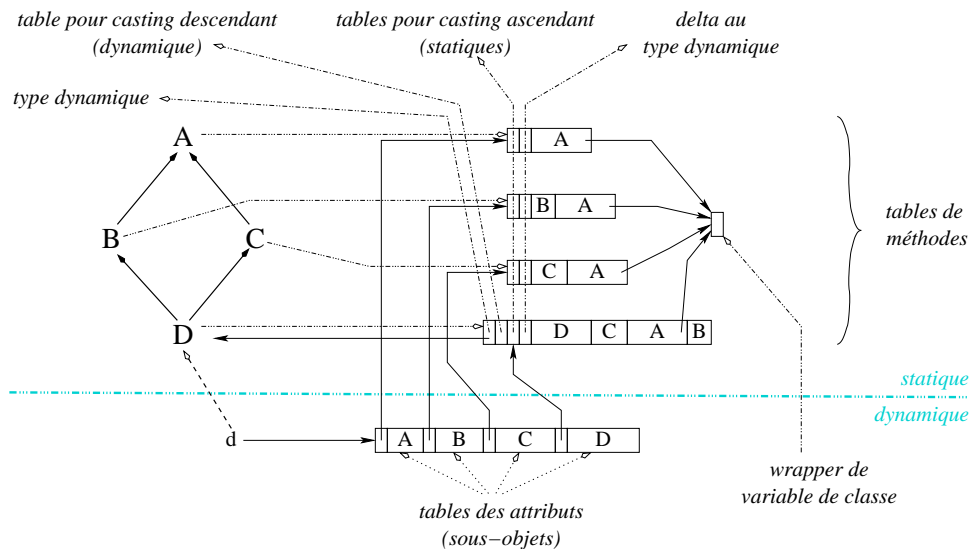 table pour casting descendant
(dynamique)
tables pour casting ascendant
(statiques)
delta au
type dynamique
type dynamique
A
A
B
B A
tables de
méthodes
C
C A
D
D C A B
statique
dynamique
d
A B C D
wrapper de
variable de classe
tables des attributs
(sous-objets)